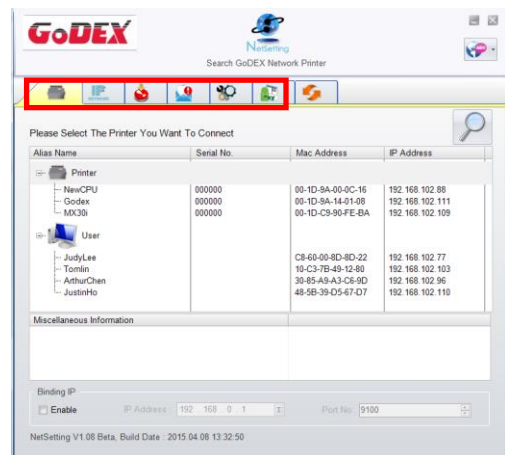 GoDEX
NetSetting
Search GoDEX Network Printer
IP
NETWORK
Please Select The Printer You Want To Connect
Alias Name Serial No. Mac Address IP Address
Printer
NewCPU 000000 00-1D-9A-00-0C-16 192.168.102.88
Godex 000000 00-1D-9A-14-01-08 192.168.102.111
MX30i 000000 00-1D-C9-90-FE-BA 192.168.102.109
User
JudyLee C8-60-00-8D-8D-22 192.168.102.77
Tomlin 10-C3-7B-49-12-80 192.168.102.103
ArthurChen 30-85-A9-A3-C6-9D 192.168.102.96
JustinHo 48-5B-39-D5-67-D7 192.168.102.110
Miscellaneous Information
Binding IP
Enable IP Address 192 . 168 . 0 . 1 Port No: 9100
NetSetting V1.08 Beta, Build Date : 2015.04.08 13:32:50